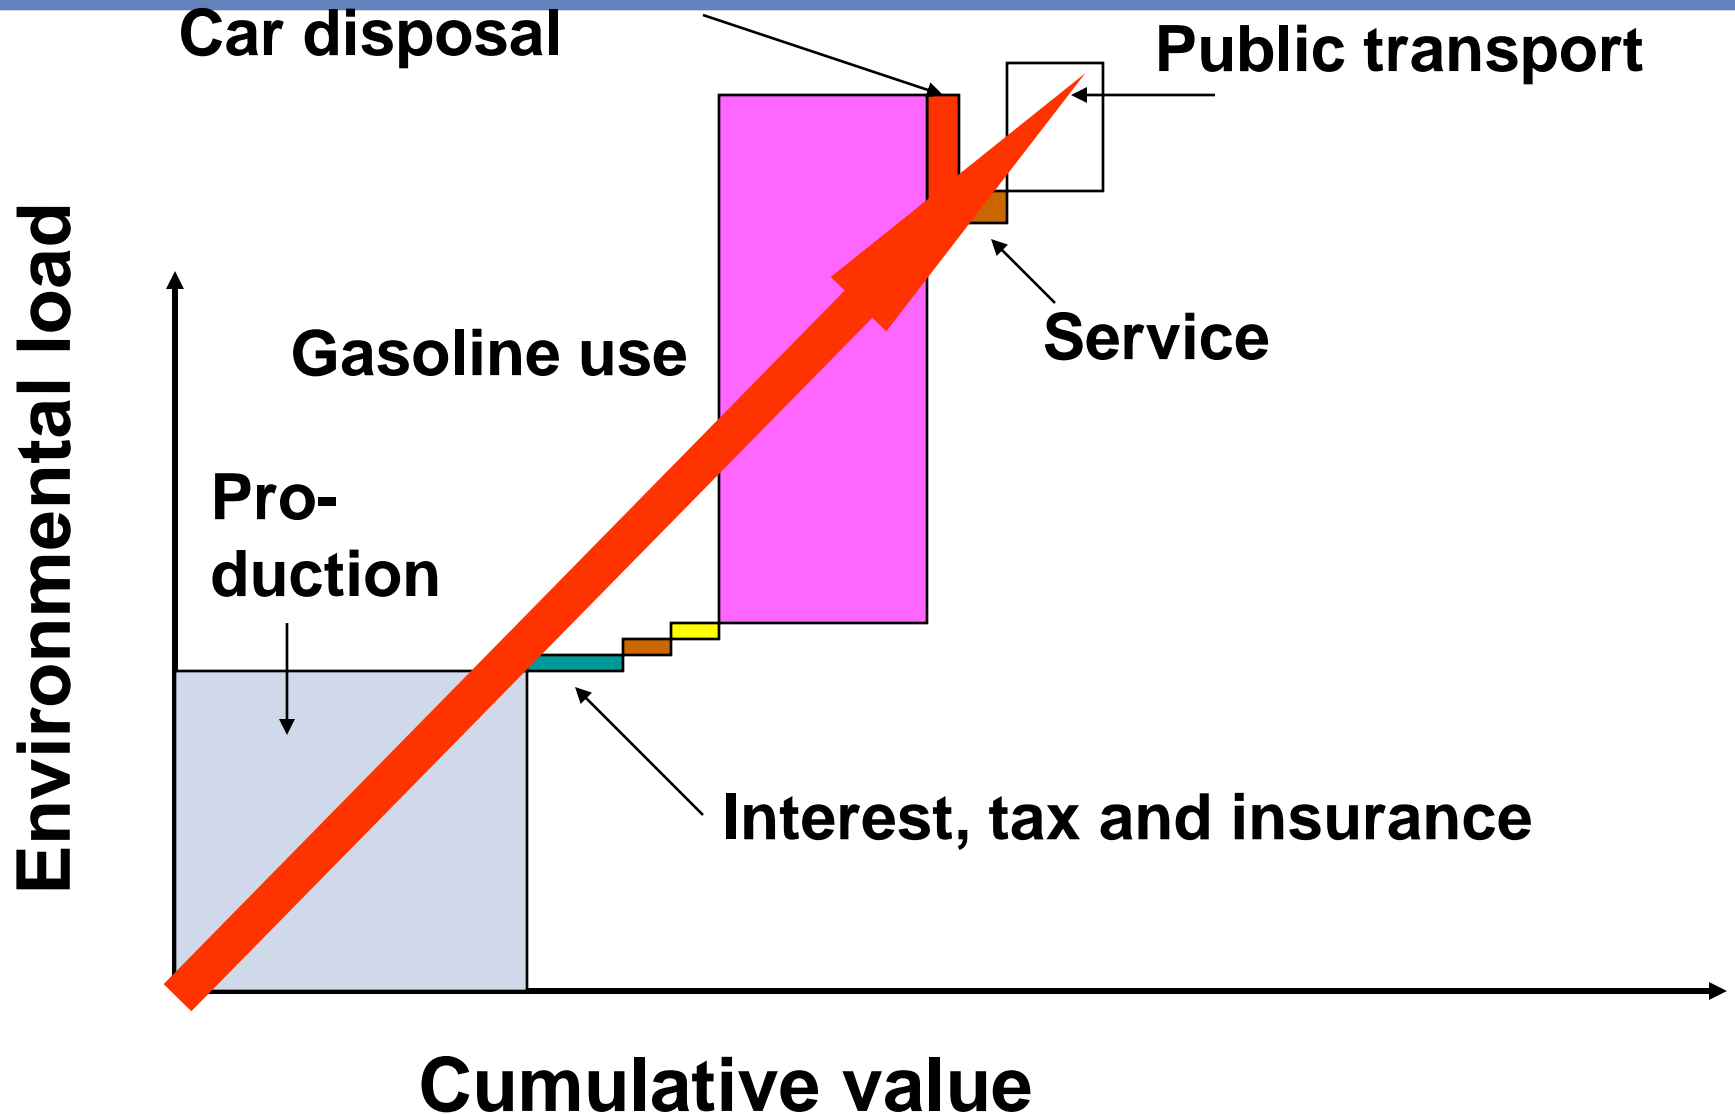 Car disposal
Public transport
Environmental load
Gasoline use
Service
Pro-
duction
Interest, tax and insurance
Cumulative value